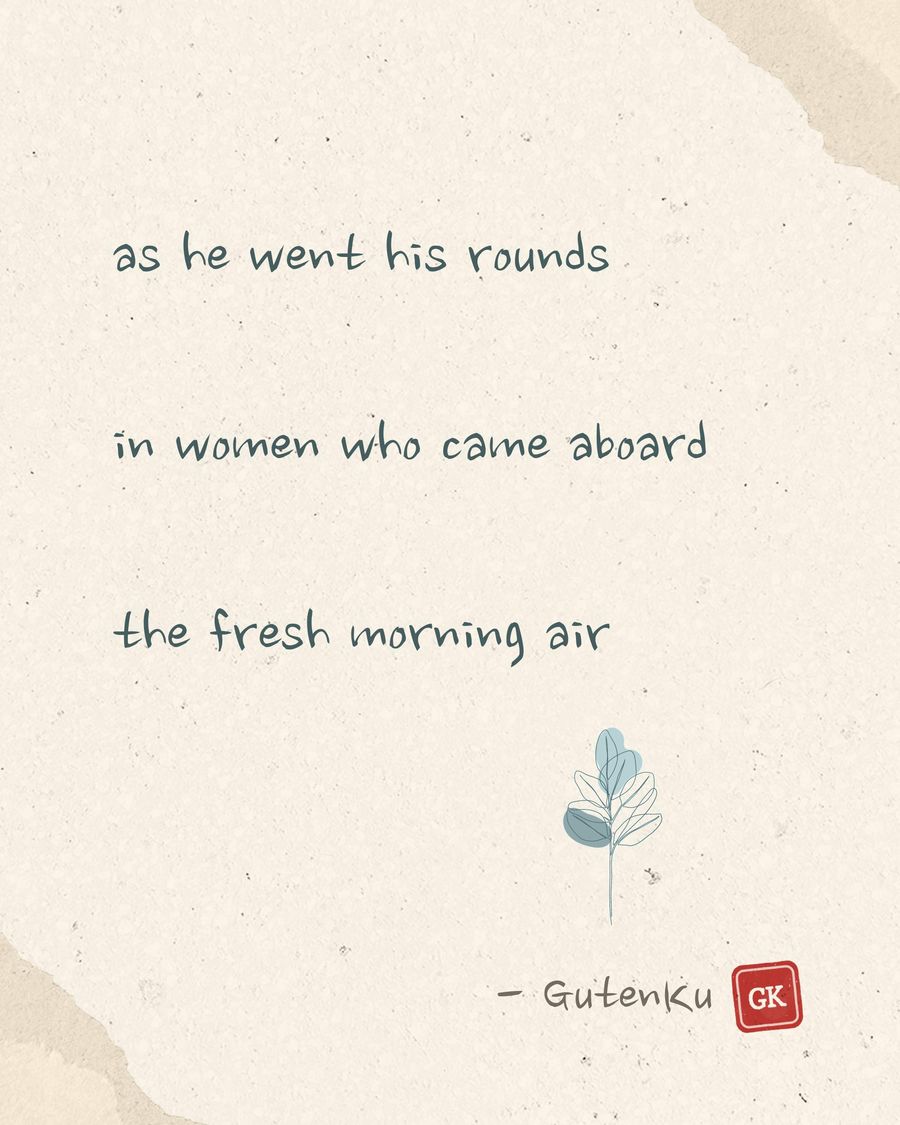 as he went his rounds
in women who came aboard
the fresh morning air
- GutenKu GK